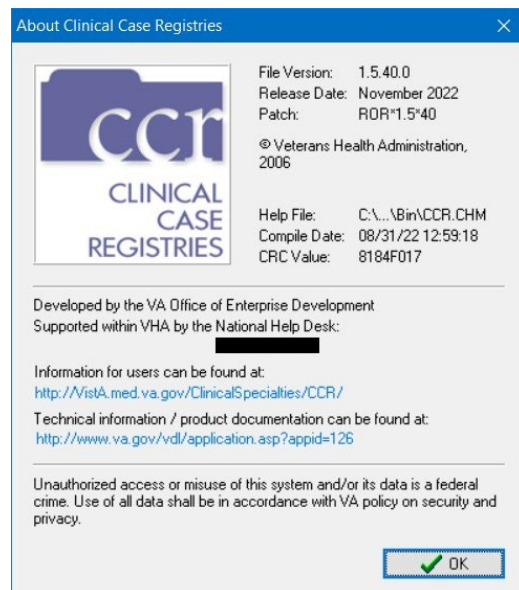 About Clinical Case Registries
ccr
CLINICAL
CASE
REGISTRIES
File Version: 1.5.40.0
Release Date: November 2022
Patch: ROR*1.5*40
© Veterans Health Administration,
2006
Help File: C:\...\Bin\CCR.CHM
Compile Date: 08/31/22 12:59:18
CRC Value: 8184F017
Developed by the VA Office of Enterprise Development
Supported within VHA by the National Help Desk:
Information for users can be found at:
http://VistA.med.va.gov/ClinicalSpecialties/CCR/
Technical information / product documentation can be found at:
http://www.va.gov/vdl/application.asp?appid=126
Unauthorized access or misuse of this system and/or its data is a federal
crime. Use of all data shall be in accordance with VA policy on security and
privacy.
OK